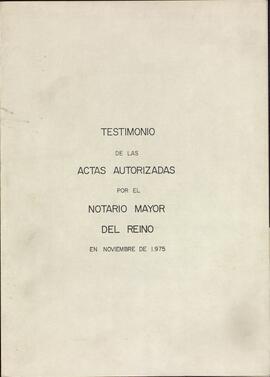 TESTIMONIO
DE LAS
ACTAS AUTORIZADAS
POR EL
NOTARIO MAYOR
DEL REINO
EN NOVIEMBRE DE 1.975